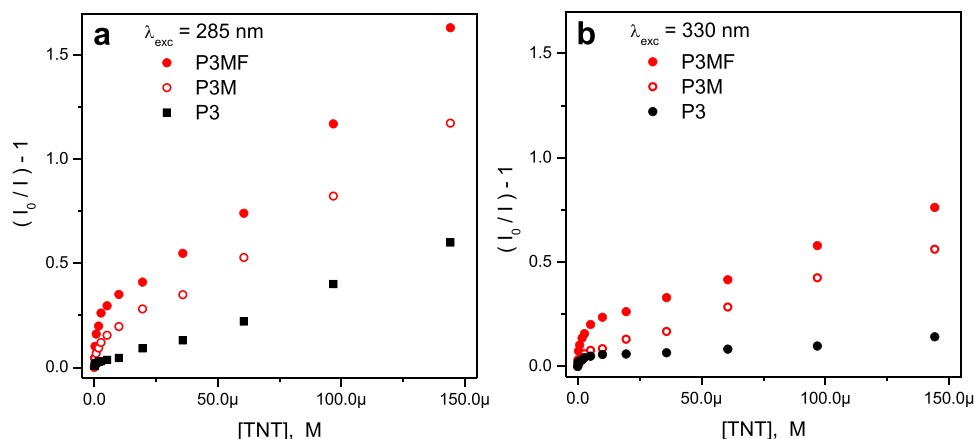 a
λexc = 285 nm
P3MF
P3M
P3
1.5
1.0
0.5
0.0
( I0 / I ) - 1
0.0
50.0µ
100.0µ
150.0µ
[TNT], M
b
λexc = 330 nm
P3MF
P3M
P3
1.5
1.0
0.5
0.0
( I0 / I ) - 1
0.0
50.0µ
100.0µ
150.0µ
[TNT], M